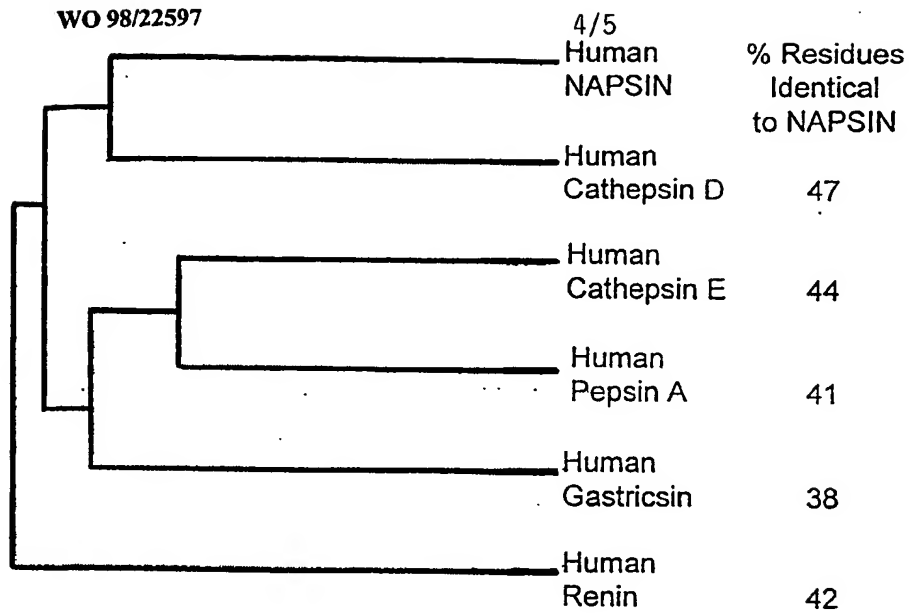 WO 98/22597
4/5
Human
NAPSIN
% Residues
Identical
to NAPSIN
Human
Cathepsin D 47
Human
Cathepsin E 44
Human
Pepsin A 41
Human
Gastricsin 38
Human
Renin 42